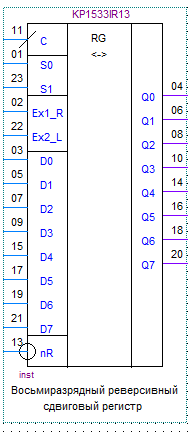 KP1533IR13
11 C RG
01 S0 <->
23 S1
02 Ex1_R Q0 04
22 Ex2_L Q1 06
03 D0 Q2 08
05 D1 Q3 10
07 D2 Q4 14
09 D3 Q5 16
15 D4 Q6 18
17 D5 Q7 20
19 D6
21 D7
13 nR
inst
Восьмиразрядный реверсивный
сдвиговый регистр